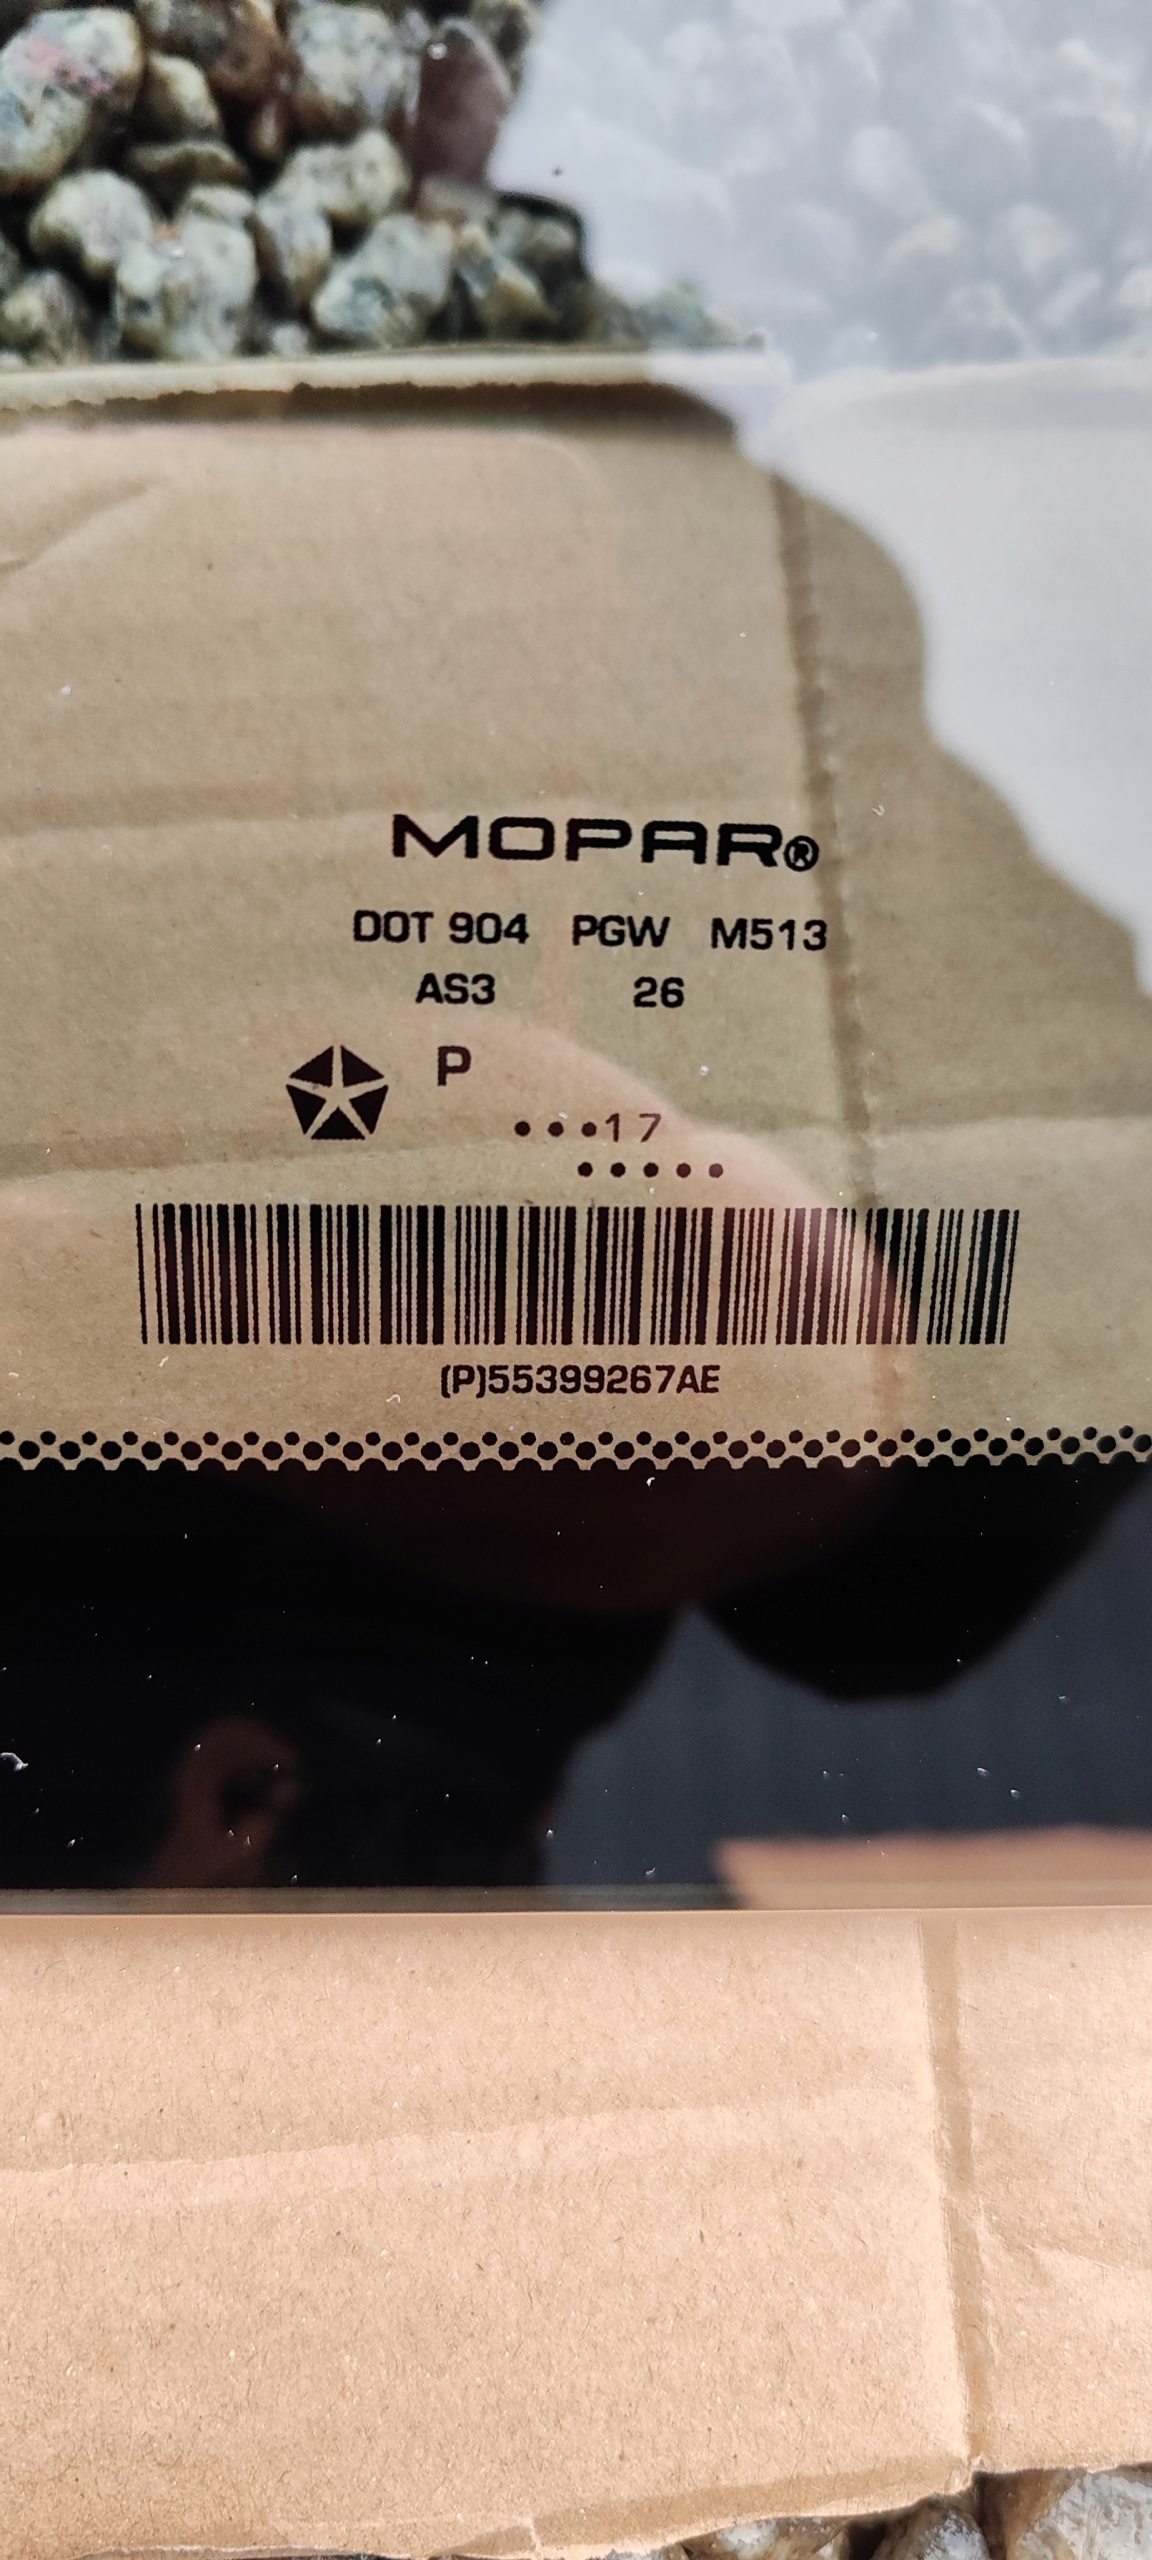 MOPAR®
DOT 904 PGW M513
AS3 26
P
•••17
•••••
(P)55399267AE